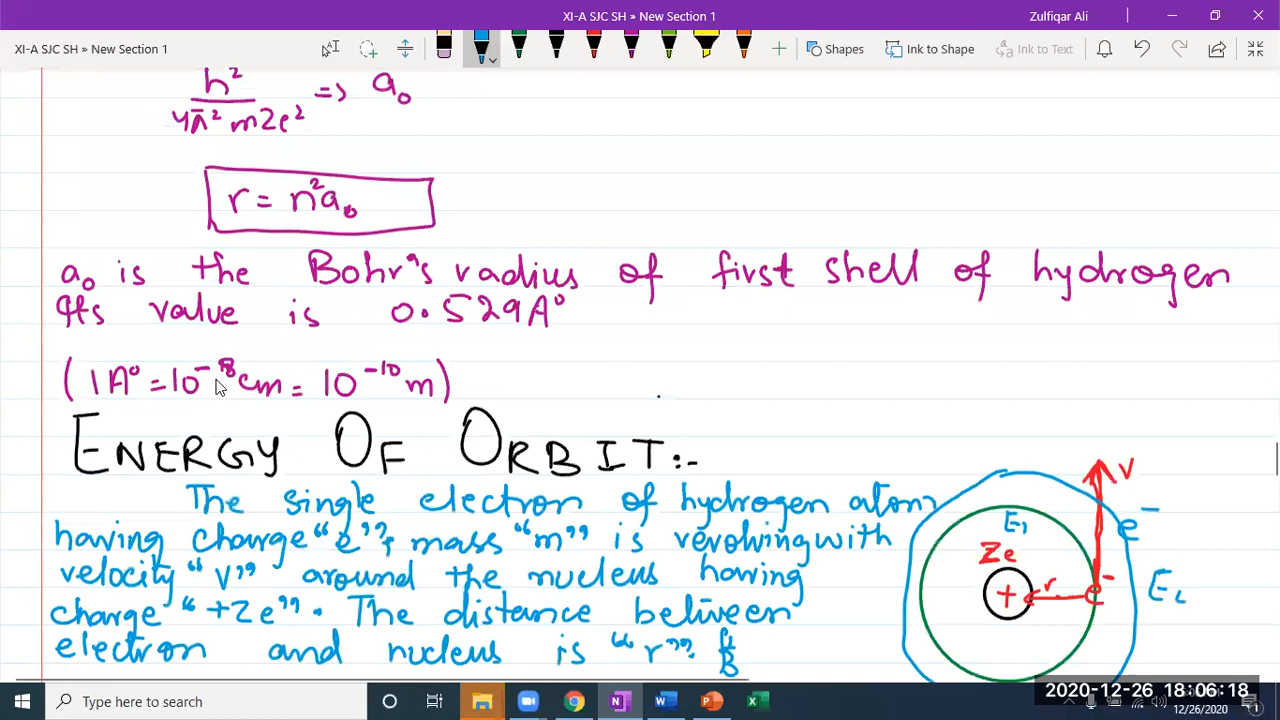 XI-A SJC SH » New Section 1
Zulfiqar Ali
XI-A SJC SH » New Section 1
Shapes
Ink to Shape
Ink to Text
h²
4π²mZe² => a₀
r = n²a₀
a₀ is the Bohr's radius of first shell of hydrogen
Its value is 0.529A°
(1A° = 10⁻⁸cm = 10⁻¹⁰m)
ENERGY OF ORBIT:-
The single electron of hydrogen atom
having charge "e", mass "m" is revolving with
velocity "v" around the nucleus having
charge "+Ze". The distance between
electron and nucleus is "r".
V
e⁻
E₁
Ze
+
r
-
2020-12-26 18:06:18
Type here to search
12/26/2020